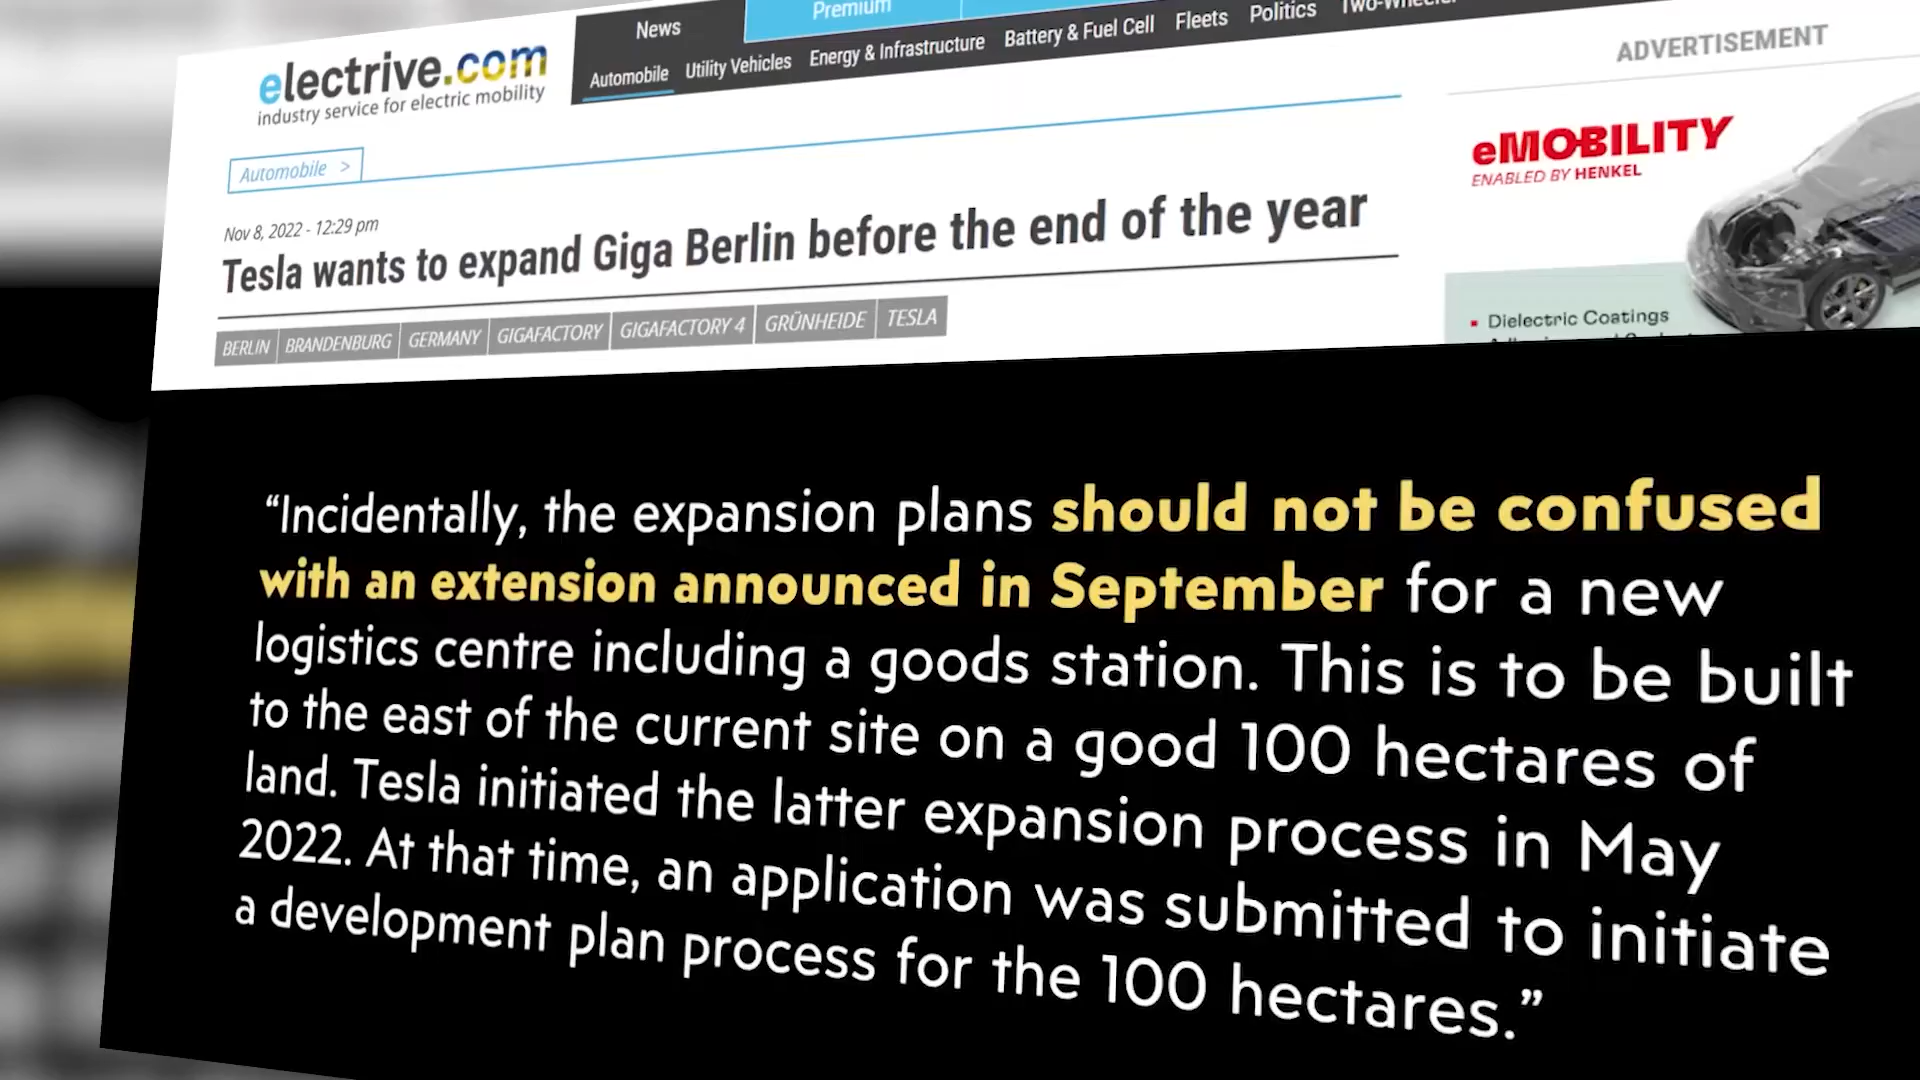 News
Premium
electrive.com
industry service for electric mobility
Automobile Utility Vehicles Energy & Infrastructure Battery & Fuel Cell Fleets Politics
ADVERTISEMENT
Automobile >
eMOBILITY
ENABLED BY HENKEL
Nov 8, 2022 - 12:29 pm
Tesla wants to expand Giga Berlin before the end of the year
BERLIN BRANDENBURG GERMANY GIGAFACTORY GIGAFACTORY 4 GRÜNHEIDE TESLA
Dielectric Coatings
“Incidentally, the expansion plans should not be confused
with an extension announced in September for a new
logistics centre including a goods station. This is to be built
to the east of the current site on a good 100 hectares of
land. Tesla initiated the latter expansion process in May
2022. At that time, an application was submitted to initiate
a development plan process for the 100 hectares.”